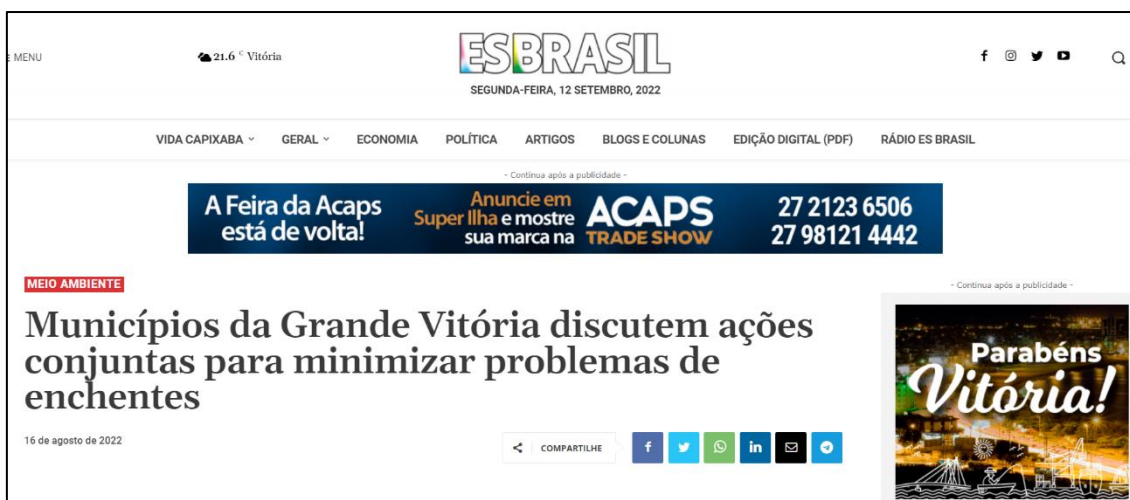 MENU
21.6 C Vitória
ESBRASIL
SEGUNDA-FEIRA, 12 SETEMBRO, 2022
VIDA CAPIXABA GERAL ECONOMIA POLÍTICA ARTIGOS BLOGS E COLUNAS EDIÇÃO DIGITAL (PDF) RÁDIO ES BRASIL
- Continua após a publicidade -
A Feira da Acaps
está de volta!
Anuncie em
Super Ilha e mostre
sua marca na
ACAPS
TRADE SHOW
27 2123 6506
27 98121 4442
MEIO AMBIENTE
Municípios da Grande Vitória discutem ações
conjuntas para minimizar problemas de
enchentes
16 de agosto de 2022
COMPARTILHE
- Continua após a publicidade -
Parabéns
Vitória!